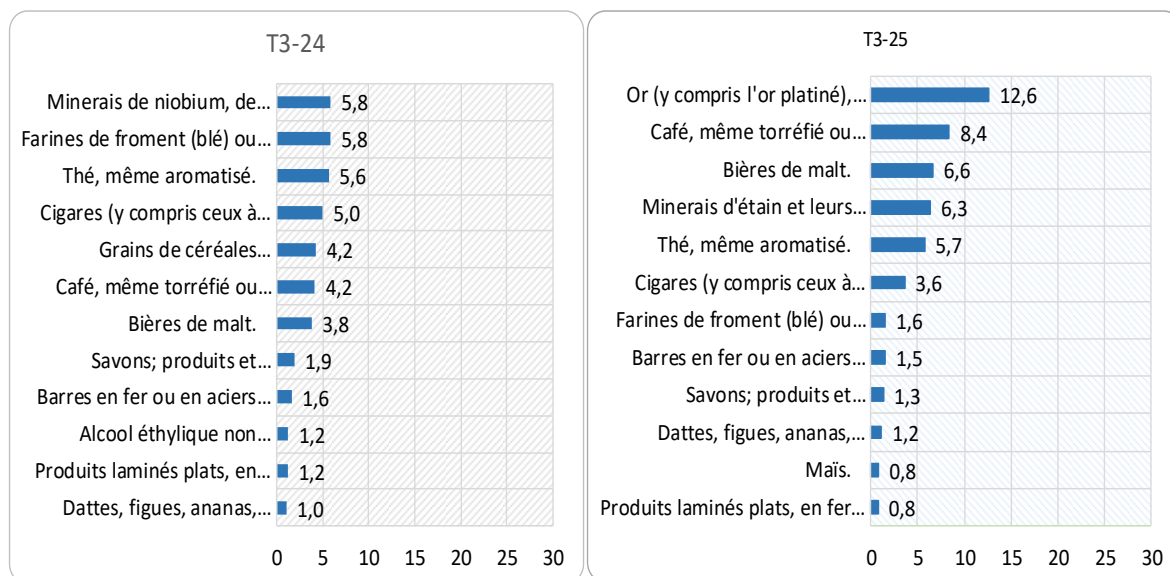 T3-24
Minerais de niobium, de... 5,8
Farines de froment (blé) ou... 5,8
Thé, même aromatisé. 5,6
Cigares (y compris ceux à... 5,0
Grains de céréales... 4,2
Café, même torréfié ou... 4,2
Bières de malt. 3,8
Savons; produits et... 1,9
Barres en fer ou en aciers... 1,6
Alcool éthylique non... 1,2
Produits laminés plats, en... 1,2
Dattes, figues, ananas,... 1,0
0 5 10 15 20 25 30
T3-25
Or (y compris l'or platiné),... 12,6
Café, même torréfié ou... 8,4
Bières de malt. 6,6
Minerais d'étain et leurs... 6,3
Thé, même aromatisé. 5,7
Cigares (y compris ceux à... 3,6
Farines de froment (blé) ou... 1,6
Barres en fer ou en aciers... 1,5
Savons; produits et... 1,3
Dattes, figues, ananas,... 1,2
Maïs. 0,8
Produits laminés plats, en fer... 0,8
0 5 10 15 20 25 30